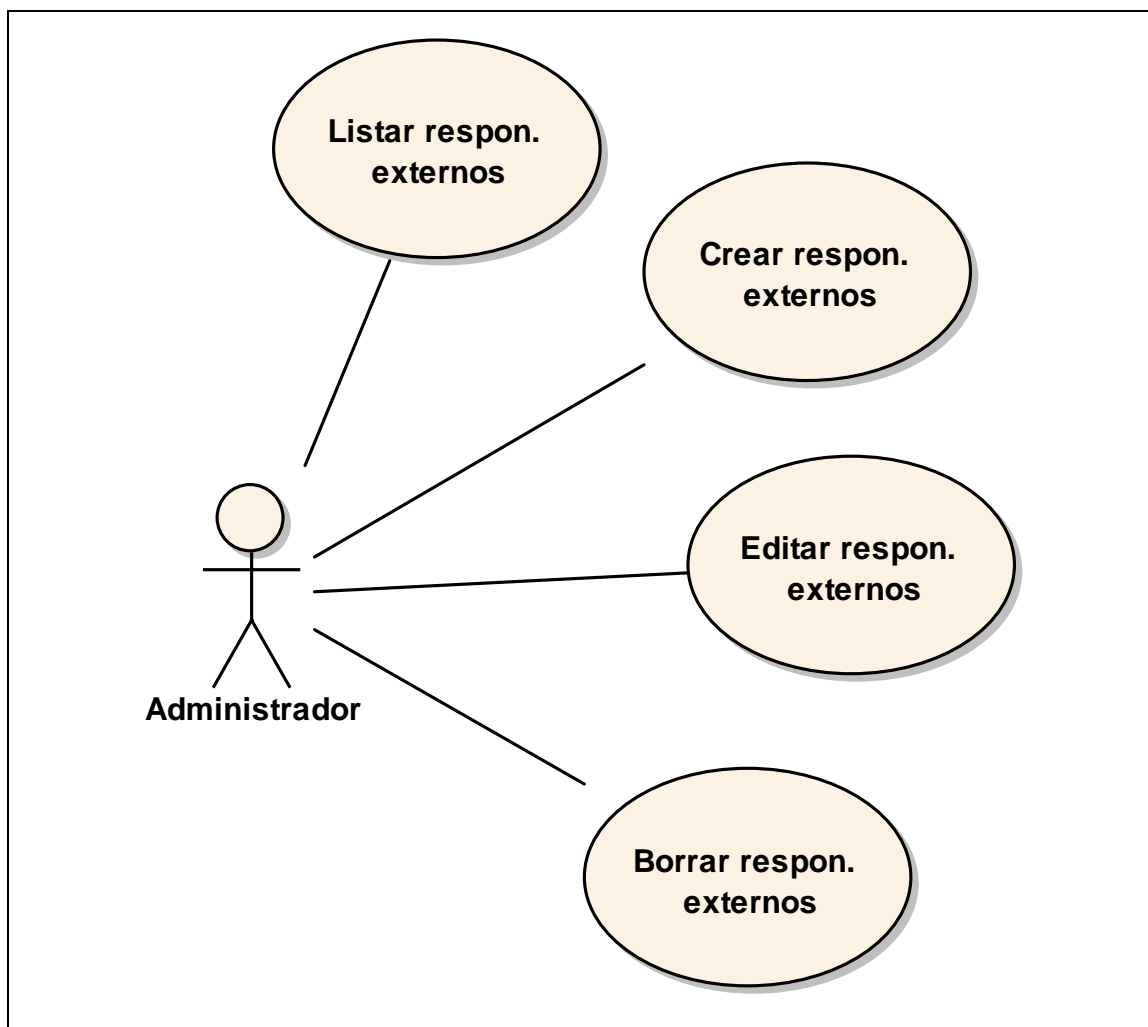 Listar respon.
externos
Crear respon.
externos
Editar respon.
externos
Administrador
Borrar respon.
externos